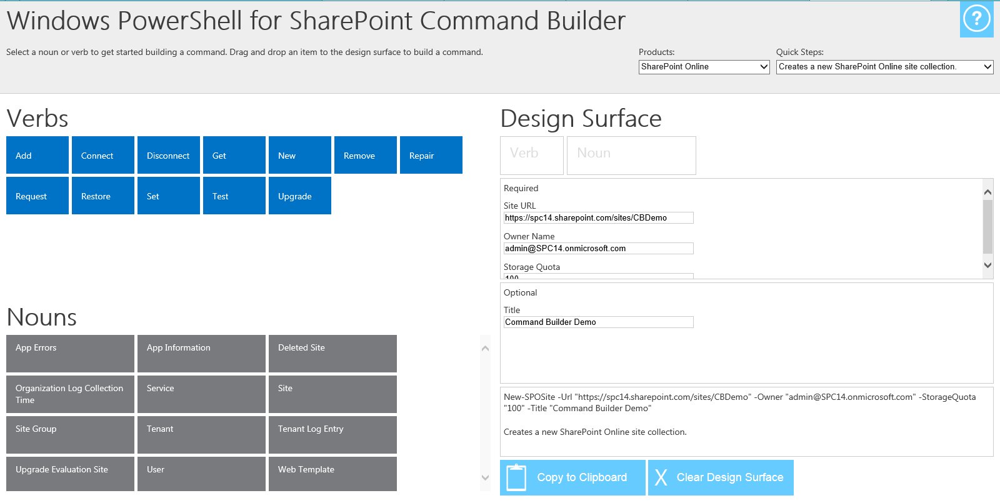 Windows PowerShell for SharePoint Command Builder
?
Select a noun or verb to get started building a command. Drag and drop an item to the design surface to build a command.
Products:
Quick Steps:
SharePoint Online
Creates a new SharePoint Online site collection.
Verbs
Add
Connect
Disconnect
Get
New
Remove
Repair
Request
Restore
Set
Test
Upgrade
Nouns
App Errors
App Information
Deleted Site
Organization Log Collection
Time
Service
Site
Site Group
Tenant
Tenant Log Entry
Upgrade Evaluation Site
User
Web Template
Design Surface
Verb
Noun
Required
Site URL
https://spc14.sharepoint.com/sites/CBDemo
Owner Name
admin@SPC14.onmicrosoft.com
Storage Quota
100
Optional
Title
Command Builder Demo
New-SPOSite -Url "https://spc14.sharepoint.com/sites/CBDemo" -Owner "admin@SPC14.onmicrosoft.com" -StorageQuota
"100" -Title "Command Builder Demo"
Creates a new SharePoint Online site collection.
Copy to Clipboard
X Clear Design Surface